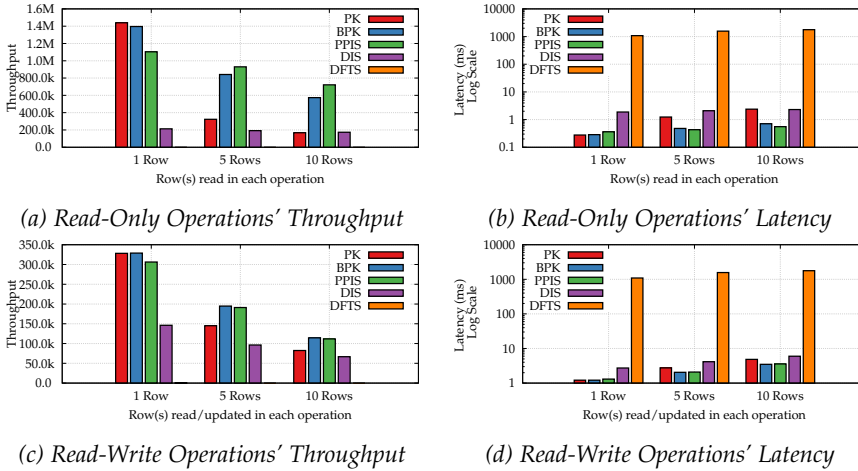 1.6M
1.4M
1.2M
1.0M
800.0k
600.0k
400.0k
200.0k
0.0
Throughput
PK
BPK
PPIS
DIS
DFTS
1 Row
5 Rows
10 Rows
Row(s) read in each operation
(a) Read-Only Operations' Throughput
10000
1000
100
10
1
0.1
Latency (ms)
Log Scale
PK
BPK
PPIS
DIS
DFTS
1 Row
5 Rows
10 Rows
Row(s) read in each operation
(b) Read-Only Operations' Latency
350.0k
300.0k
250.0k
200.0k
150.0k
100.0k
50.0k
0.0
Throughput
PK
BPK
PPIS
DIS
DFTS
1 Row
5 Rows
10 Rows
Row(s) read/updated in each operation
(c) Read-Write Operations' Throughput
10000
1000
100
10
1
Latency (ms)
Log Scale
PK
BPK
PPIS
DIS
DFTS
1 Row
5 Rows
10 Rows
Row(s) read/updated in each operation
(d) Read-Write Operations' Latency